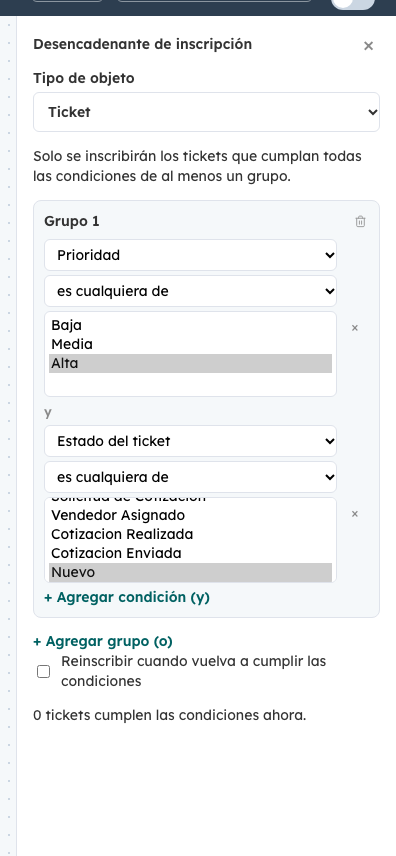 Desencadenante de inscripción
×
Tipo de objeto
Ticket
Solo se inscribirán los tickets que cumplan todas
las condiciones de al menos un grupo.
Grupo 1
Prioridad
es cualquiera de
Baja
×
Media
Alta
y
Estado del ticket
es cualquiera de
Solicitud de Cotizacion
Vendedor Asignado
×
Cotizacion Realizada
Cotizacion Enviada
Nuevo
+ Agregar condición (y)
+ Agregar grupo (o)
Reinscribir cuando vuelva a cumplir las
condiciones
0 tickets cumplen las condiciones ahora.